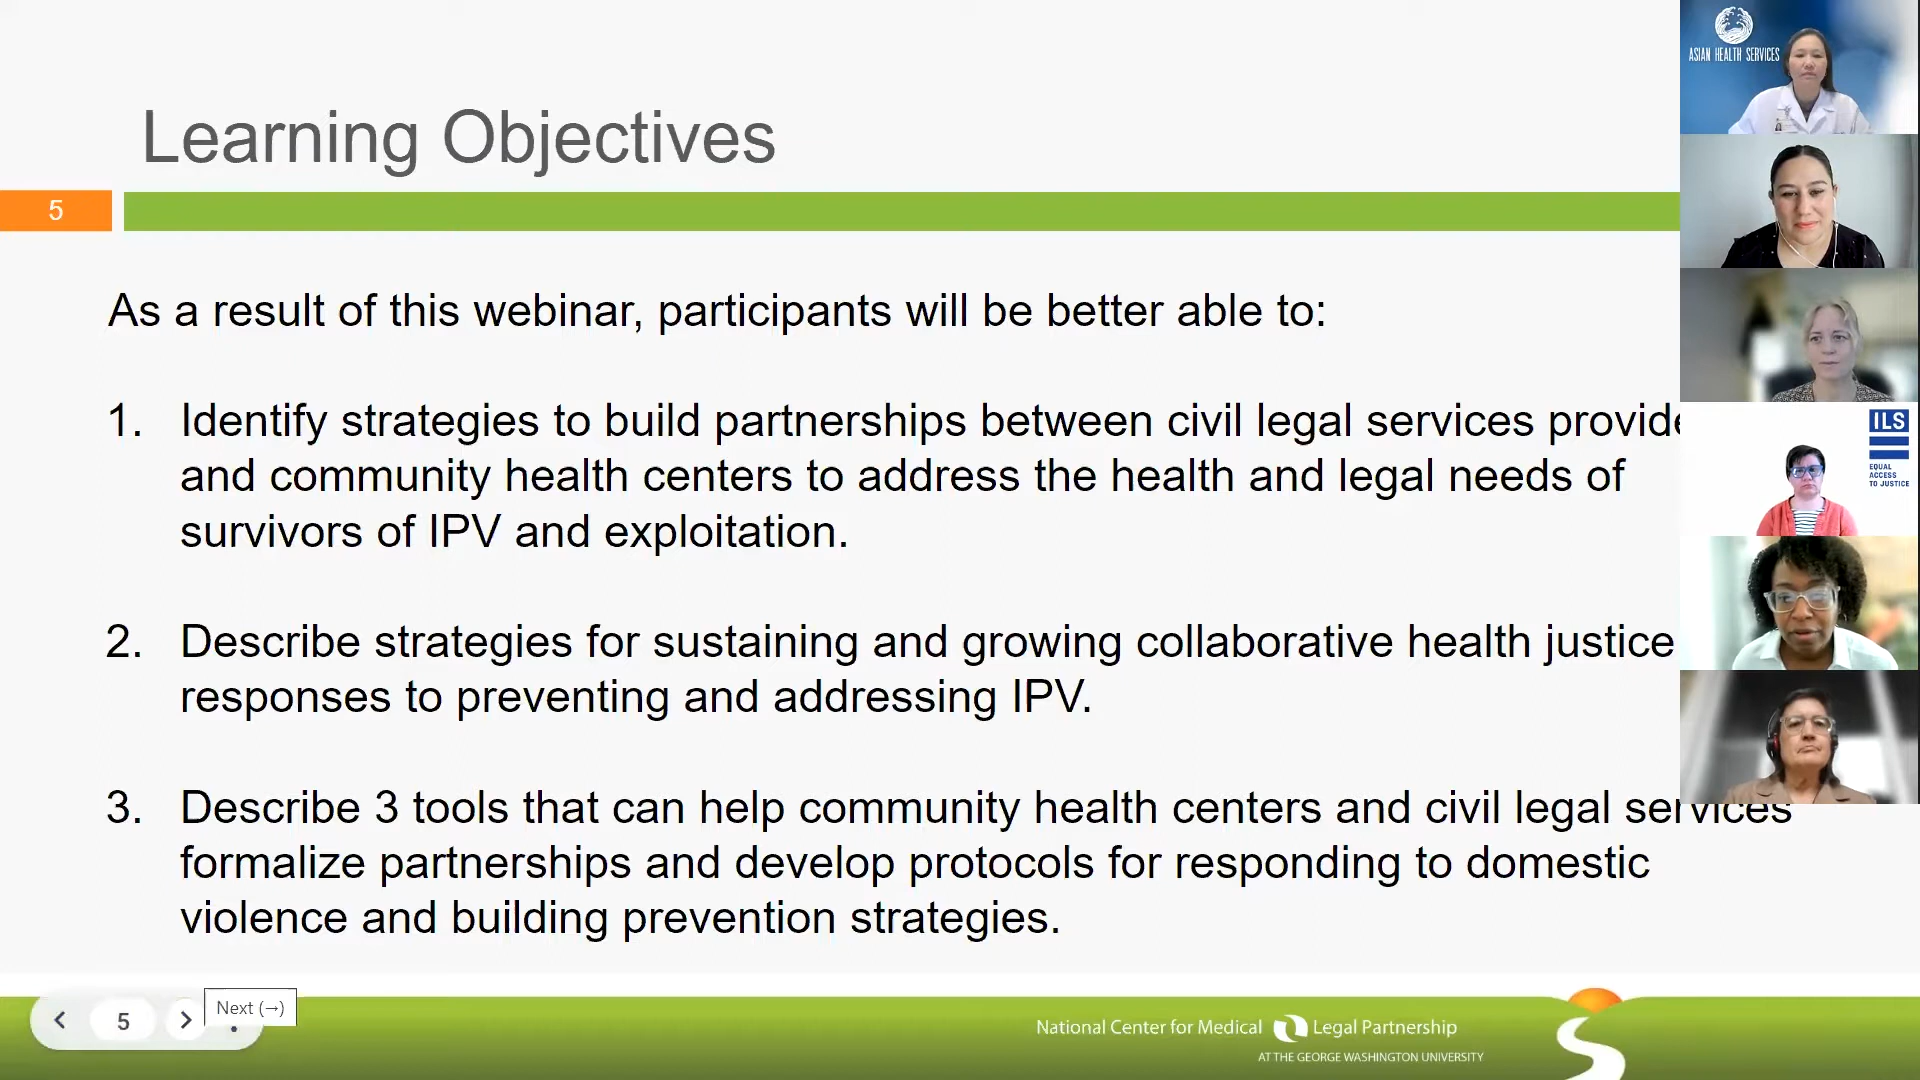 Learning Objectives
5
As a result of this webinar, participants will be better able to:
1. Identify strategies to build partnerships between civil legal services
and community health centers to address the health and legal needs of
survivors of IPV and exploitation.
2. Describe strategies for sustaining and growing collaborative health justice
responses to preventing and addressing IPV.
3. Describe 3 tools that can help community health centers and civil legal services
formalize partnerships and develop protocols for responding to domestic
violence and building prevention strategies.
5
Next (→)
National Center for Medical Legal Partnership
AT THE GEORGE WASHINGTON UNIVERSITY
ASIAN HEALTH SERVICES
ILS
EQUAL
ACCESS
TO JUSTICE